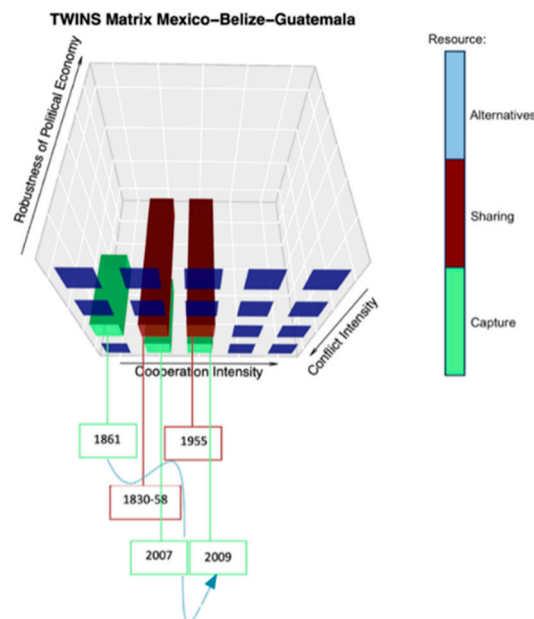 TWINS Matrix Mexico–Belize–Guatemala
Robustness of Political Economy
Cooperation Intensity
Conflict Intensity
Resource:
Alternatives
Sharing
Capture
1861
1955
1830-58
2007
2009